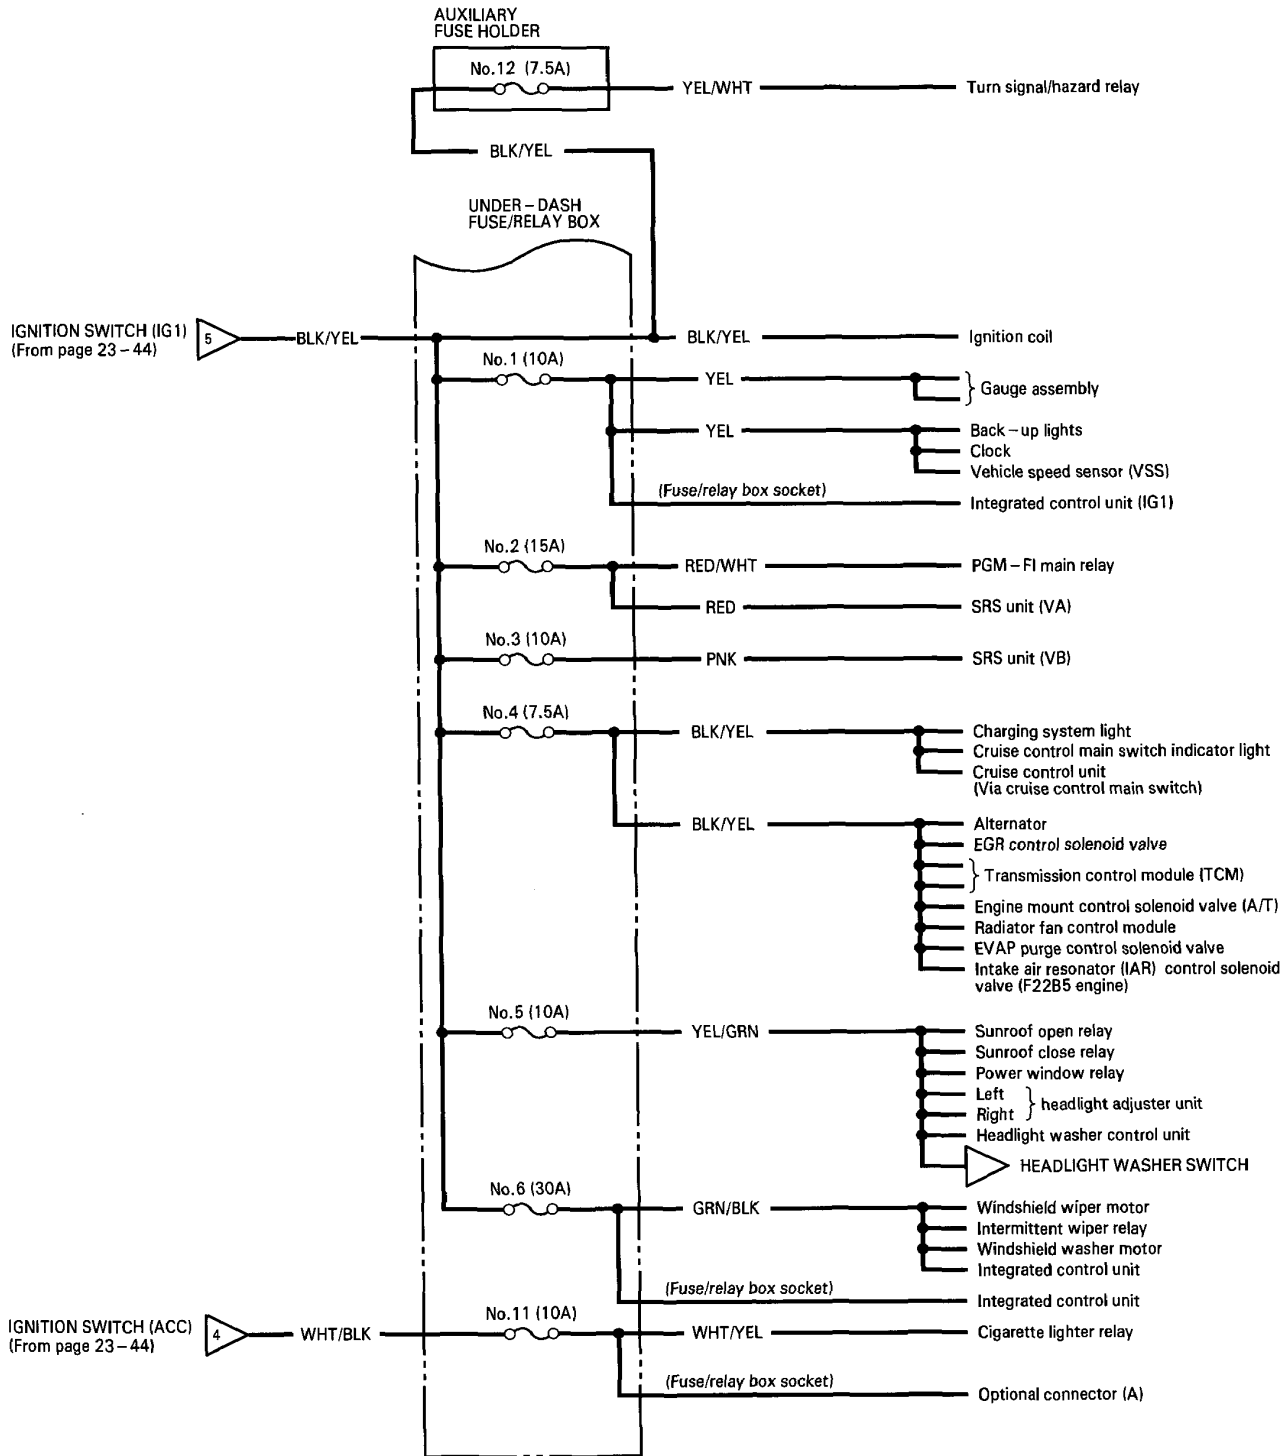 AUXILIARY
FUSE HOLDER
No.12 (7.5A)
YEL/WHT
Turn signal/hazard relay
BLK/YEL
UNDER–DASH
FUSE/RELAY BOX
IGNITION SWITCH (IG1)
(From page 23–44)
5
BLK/YEL
BLK/YEL
Ignition coil
No.1 (10A)
YEL
Gauge assembly
YEL
Back–up lights
Clock
Vehicle speed sensor (VSS)
(Fuse/relay box socket)
Integrated control unit (IG1)
No.2 (15A)
RED/WHT
PGM–FI main relay
RED
SRS unit (VA)
No.3 (10A)
PNK
SRS unit (VB)
No.4 (7.5A)
BLK/YEL
Charging system light
Cruise control main switch indicator light
Cruise control unit
(Via cruise control main switch)
BLK/YEL
Alternator
EGR control solenoid valve
Transmission control module (TCM)
Engine mount control solenoid valve (A/T)
Radiator fan control module
EVAP purge control solenoid valve
Intake air resonator (IAR) control solenoid
valve (F22B5 engine)
No.5 (10A)
YEL/GRN
Sunroof open relay
Sunroof close relay
Power window relay
Left
Right
headlight adjuster unit
Headlight washer control unit
HEADLIGHT WASHER SWITCH
No.6 (30A)
GRN/BLK
Windshield wiper motor
Intermittent wiper relay
Windshield washer motor
Integrated control unit
(Fuse/relay box socket)
Integrated control unit
IGNITION SWITCH (ACC)
(From page 23–44)
4
WHT/BLK
No.11 (10A)
WHT/YEL
Cigarette lighter relay
(Fuse/relay box socket)
Optional connector (A)